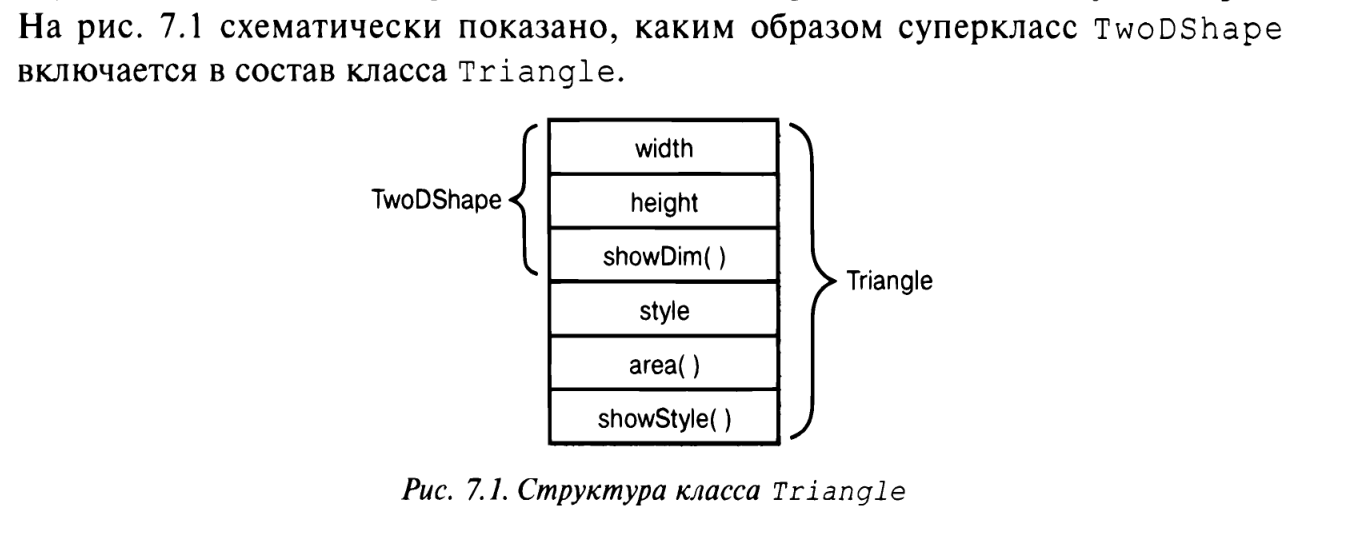 На рис. 7.1 схематически показано, каким образом суперкласс TwoDShape
включается в состав класса Triangle.
width
TwoDShape
height
showDim( )
Triangle
style
area( )
showStyle( )
Рис. 7.1. Структура класса Triangle